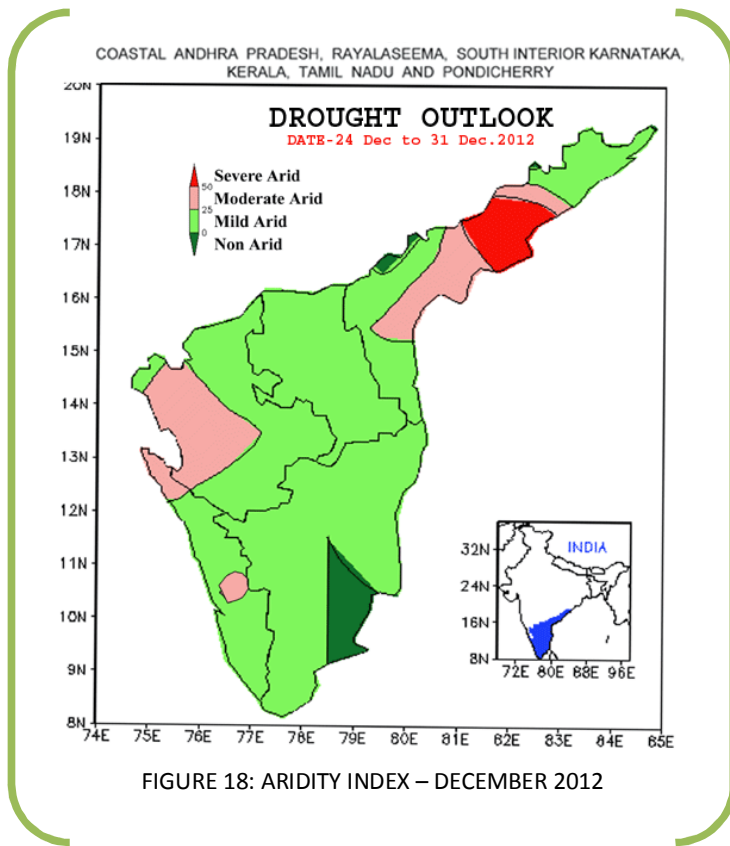 COASTAL ANDHRA PRADESH, RAYALASEEMA, SOUTH INTERIOR KARNATAKA,
KERALA, TAMIL NADU AND PONDICHERRY
20N
DROUGHT OUTLOOK
19N
DATE-24 Dec to 31 Dec.2012
Severe Arid
50
18N
Moderate Arid
25
Mild Arid
0
17N
Non Arid
16N
15N
14N
13N
12N
32N
INDIA
11N
24N
10N
16N
9N
8N
72E 80E 88E 96E
8N
74E 75E 76E 77E 78E 79E 80E 81E 82E 83E 84E 85E
FIGURE 18: ARIDITY INDEX – DECEMBER 2012